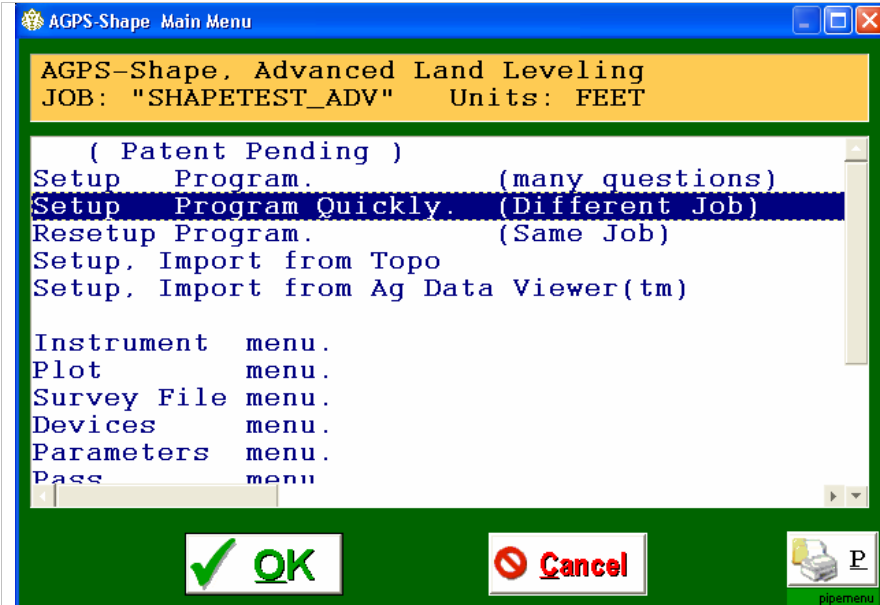 AGPS-Shape Main Menu
AGPS-Shape, Advanced Land Leveling
JOB: "SHAPETEST_ADV" Units: FEET
( Patent Pending )
Setup Program. (many questions)
Setup Program Quickly. (Different Job)
Resetup Program. (Same Job)
Setup, Import from Topo
Setup, Import from Ag Data Viewer(tm)
Instrument menu.
Plot menu.
Survey File menu.
Devices menu.
Parameters menu.
Pass menu
OK Cancel P
pipemenu